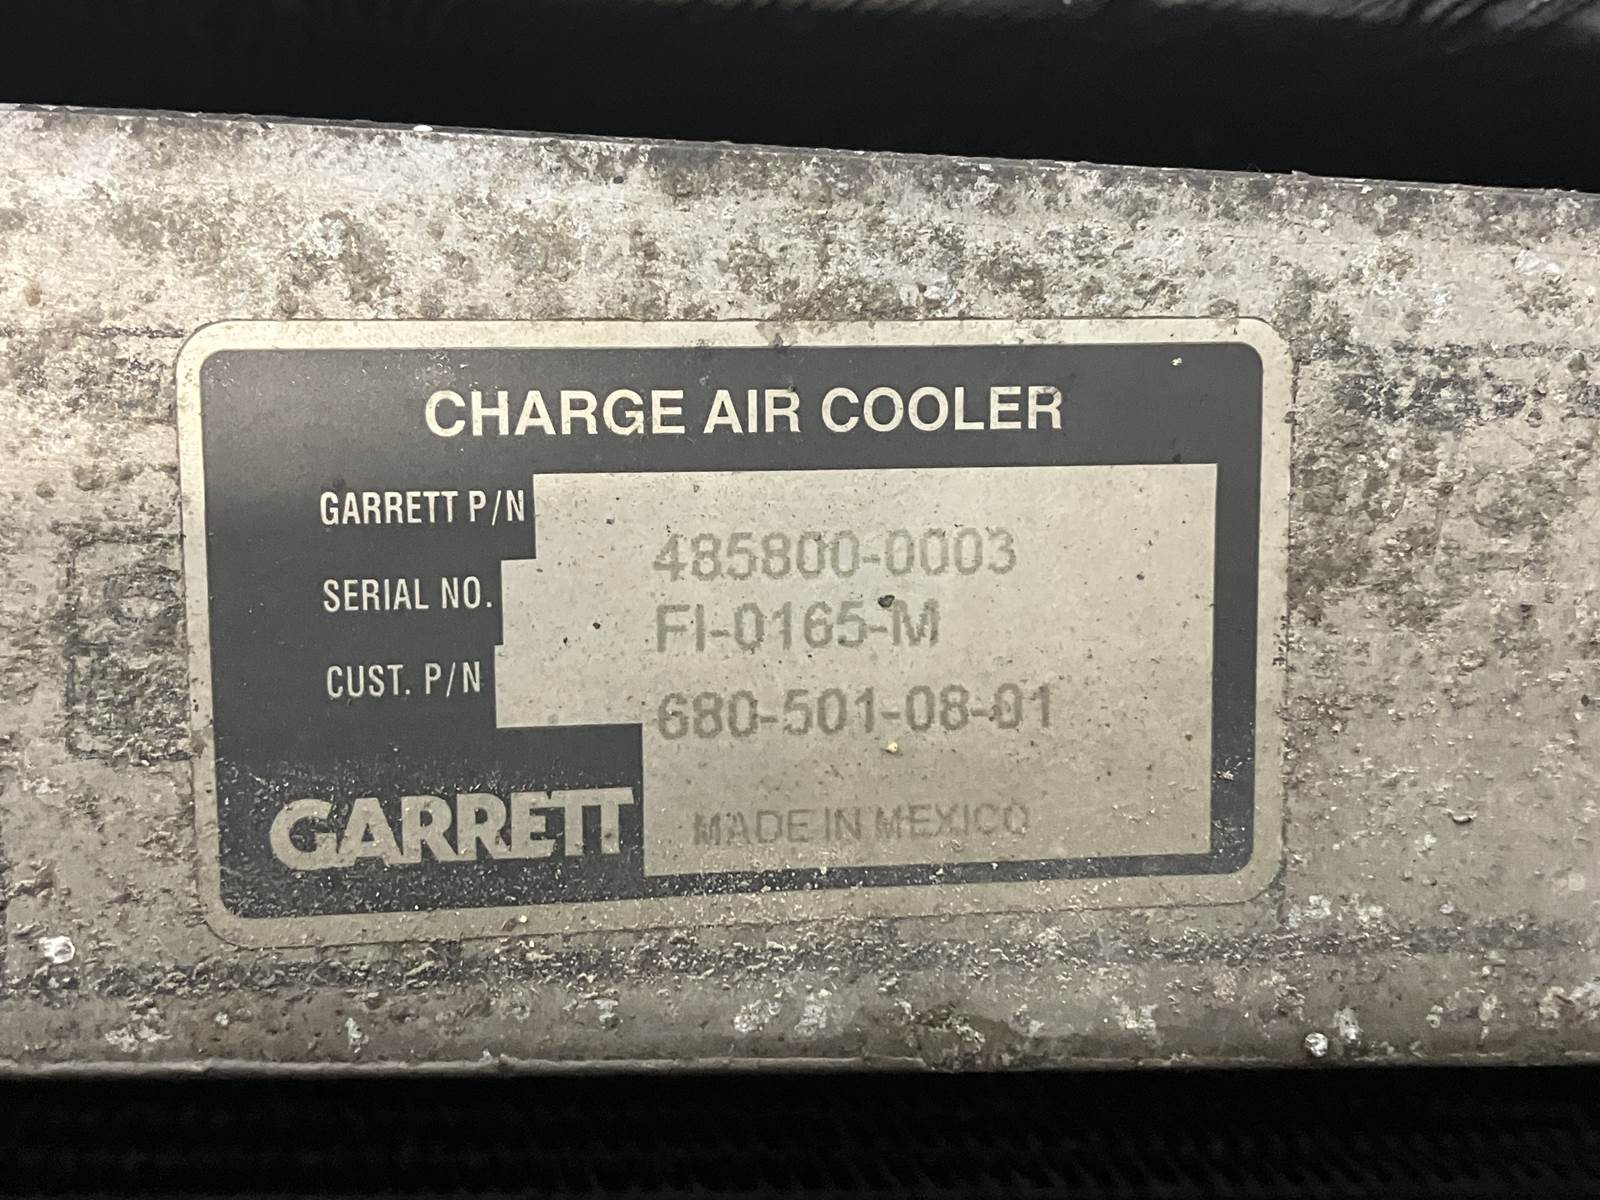 CHARGE AIR COOLER
GARRETT P/N 485800-0003
SERIAL NO. FI-0165-M
CUST. P/N 680-501-08-01
GARRETT MADE IN MEXICO